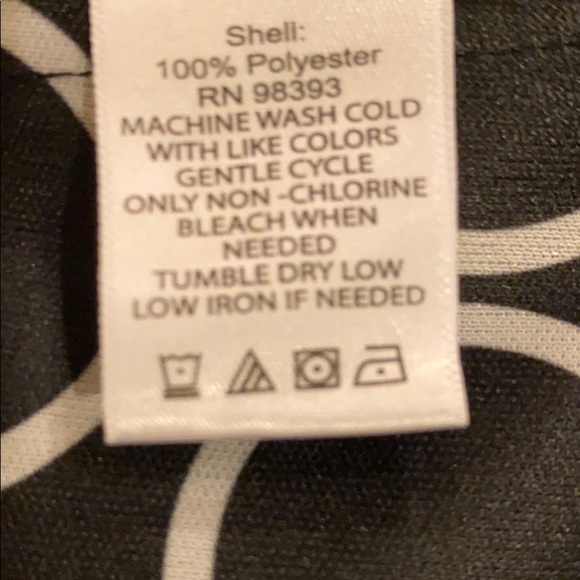 Shell:
100% Polyester
RN 98393
MACHINE WASH COLD
WITH LIKE COLORS
GENTLE CYCLE
ONLY NON -CHLORINE
BLEACH WHEN
NEEDED
TUMBLE DRY LOW
LOW IRON IF NEEDED